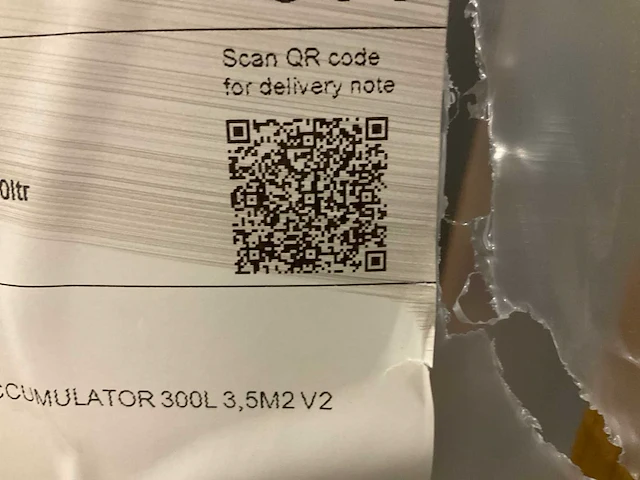 Scan QR code
for delivery note
0ltr
CCUMULATOR 300L 3,5M2 V2